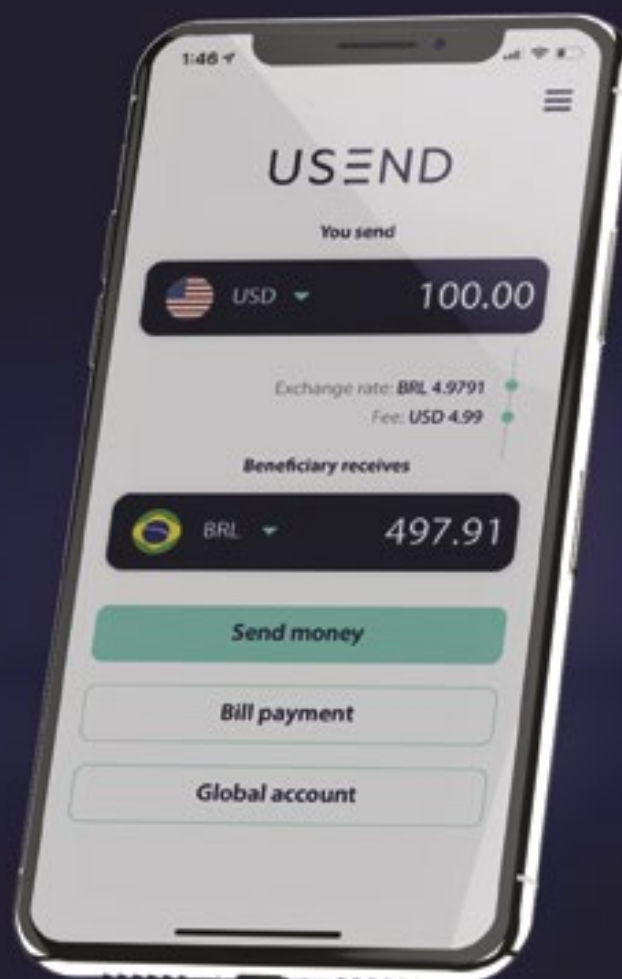 1:46
USEND
You send
USD 100.00
Exchange rate: BRL 4.9791
Fee: USD 4.99
Beneficiary receives
BRL 497.91
Send money
Bill payment
Global account